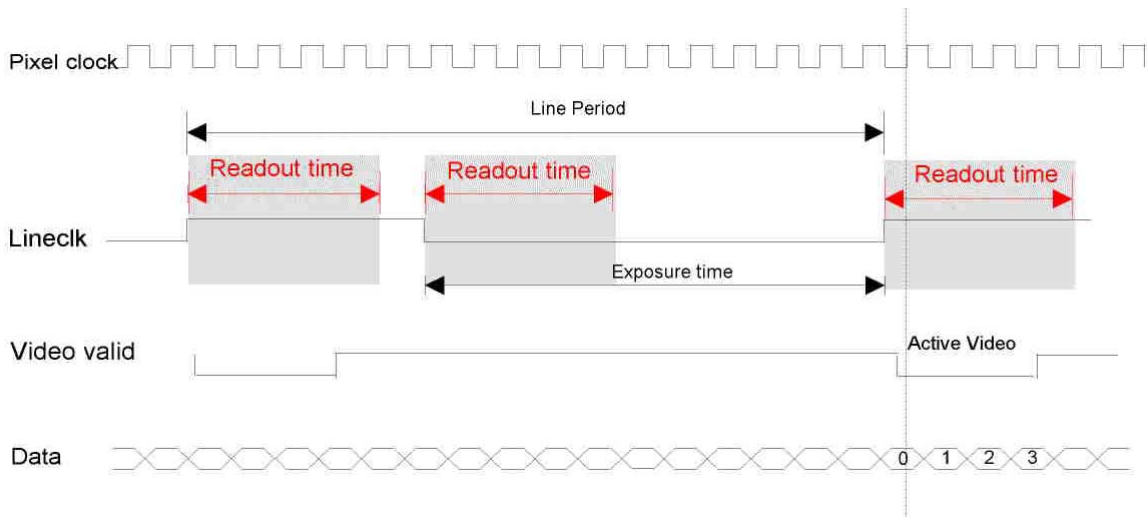 Pixel clock
Line Period
Readout time Readout time Readout time
Lineclk
Exposure time
Video valid
Active Video
Data
0 1 2 3